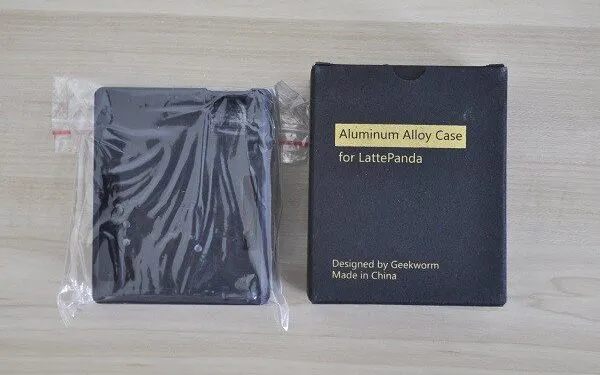 Aluminum Alloy Case
for LattePanda
Designed by Geekworm
Made in China